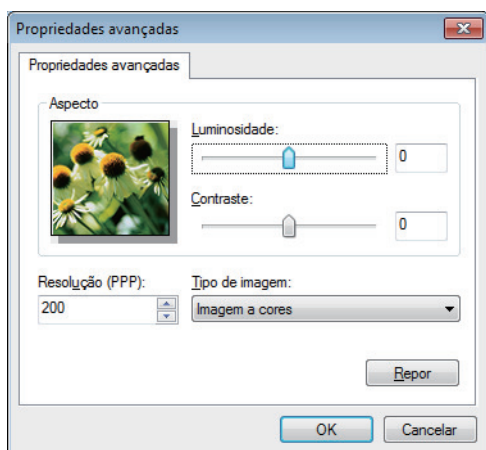 Propriedades avançadas
Propriedades avançadas
Aspecto
Luminosidade:
0
Contraste:
0
Resolução (PPP):
200
Tipo de imagem:
Imagem a cores
Repor
OK
Cancelar